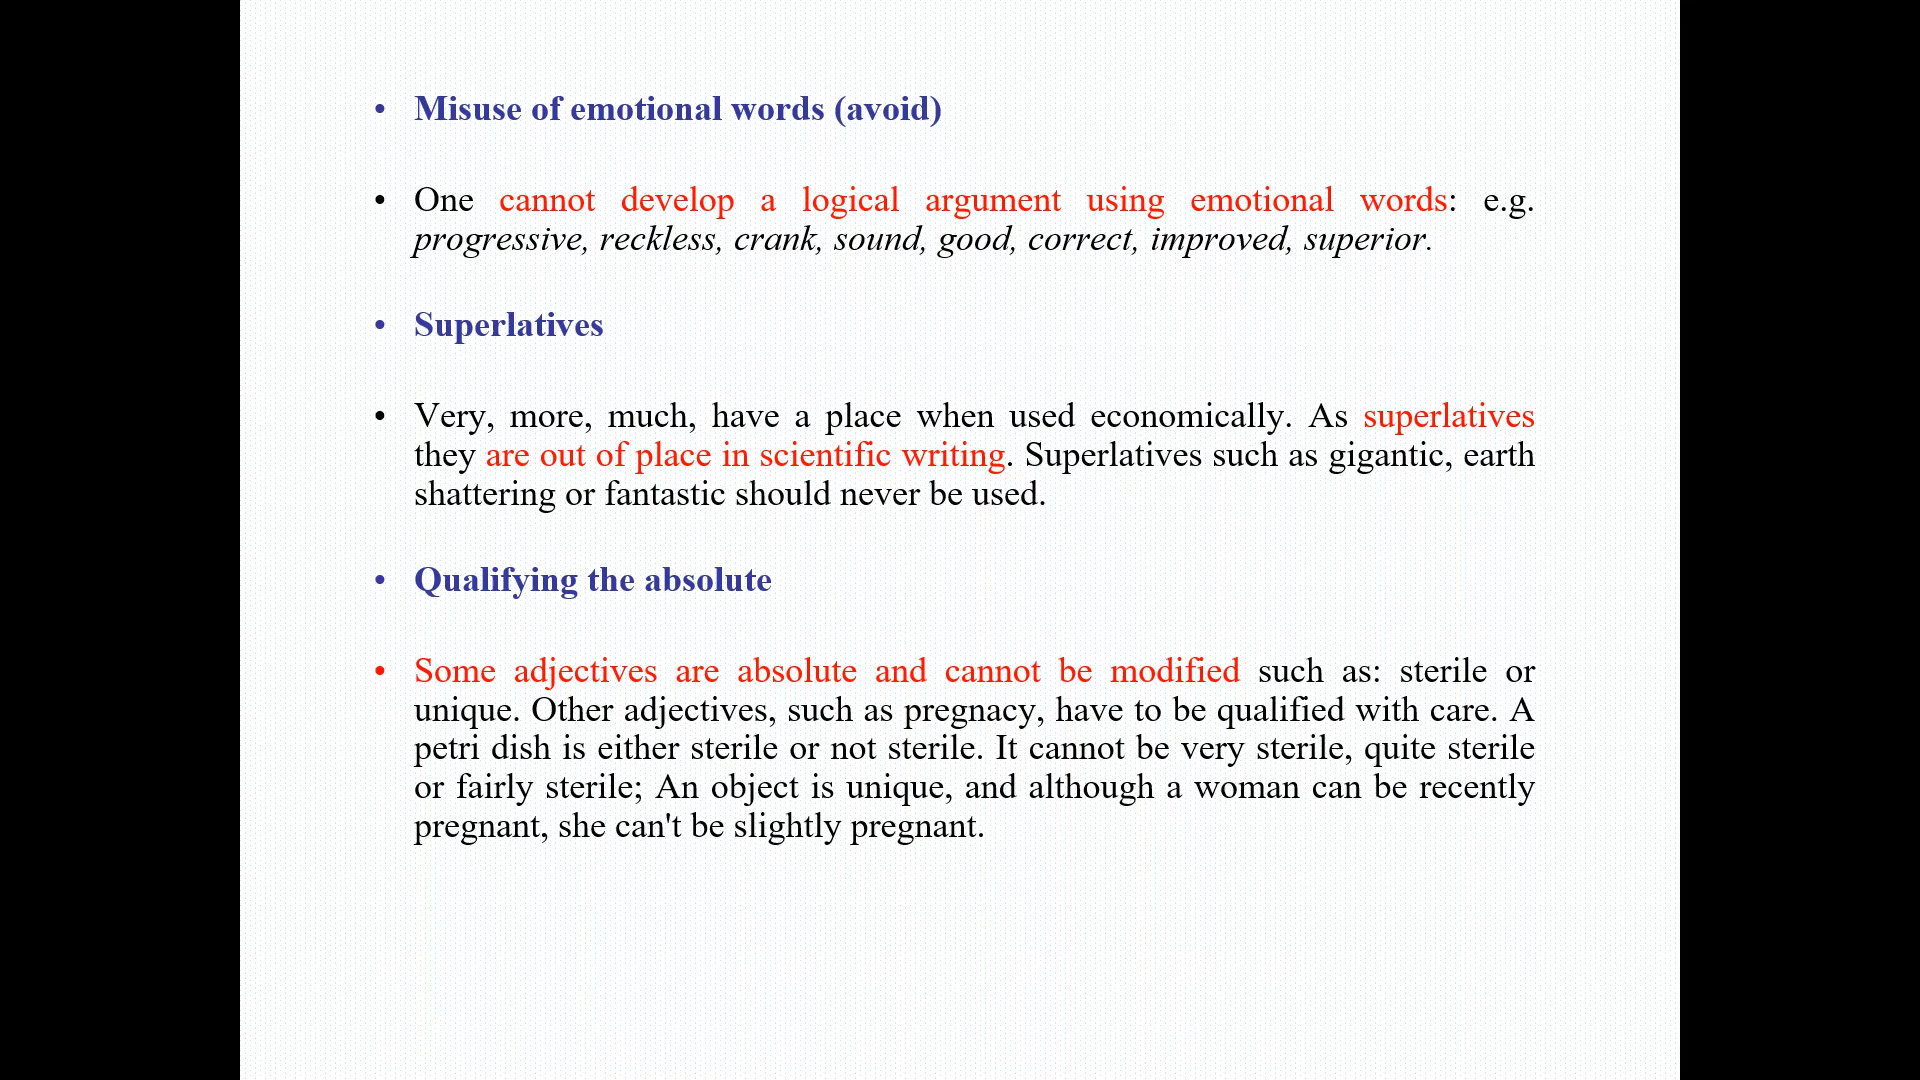 • Misuse of emotional words (avoid)
• One cannot develop a logical argument using emotional words: e.g.
progressive, reckless, crank, sound, good, correct, improved, superior.
• Superlatives
• Very, more, much, have a place when used economically. As superlatives
they are out of place in scientific writing. Superlatives such as gigantic, earth
shattering or fantastic should never be used.
• Qualifying the absolute
• Some adjectives are absolute and cannot be modified such as: sterile or
unique. Other adjectives, such as pregnacy, have to be qualified with care. A
petri dish is either sterile or not sterile. It cannot be very sterile, quite sterile
or fairly sterile; An object is unique, and although a woman can be recently
pregnant, she can't be slightly pregnant.